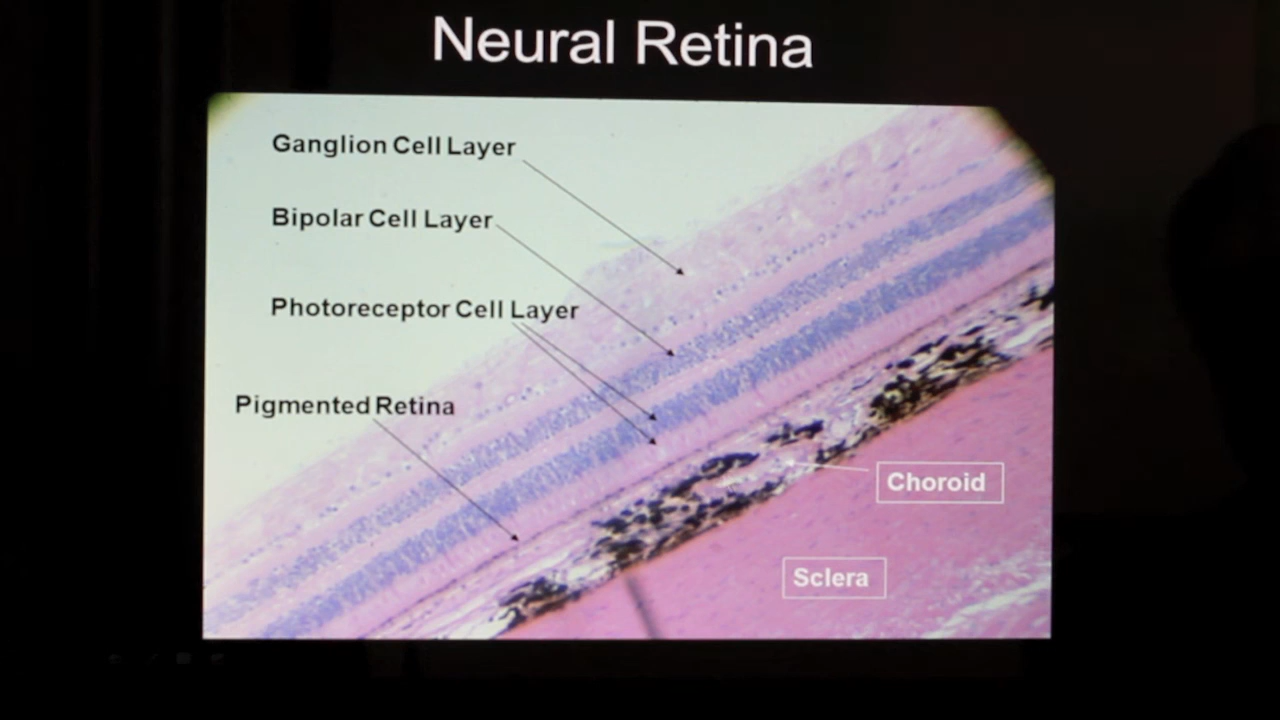 Neural Retina
Ganglion Cell Layer
Bipolar Cell Layer
Photoreceptor Cell Layer
Pigmented Retina
Choroid
Sclera